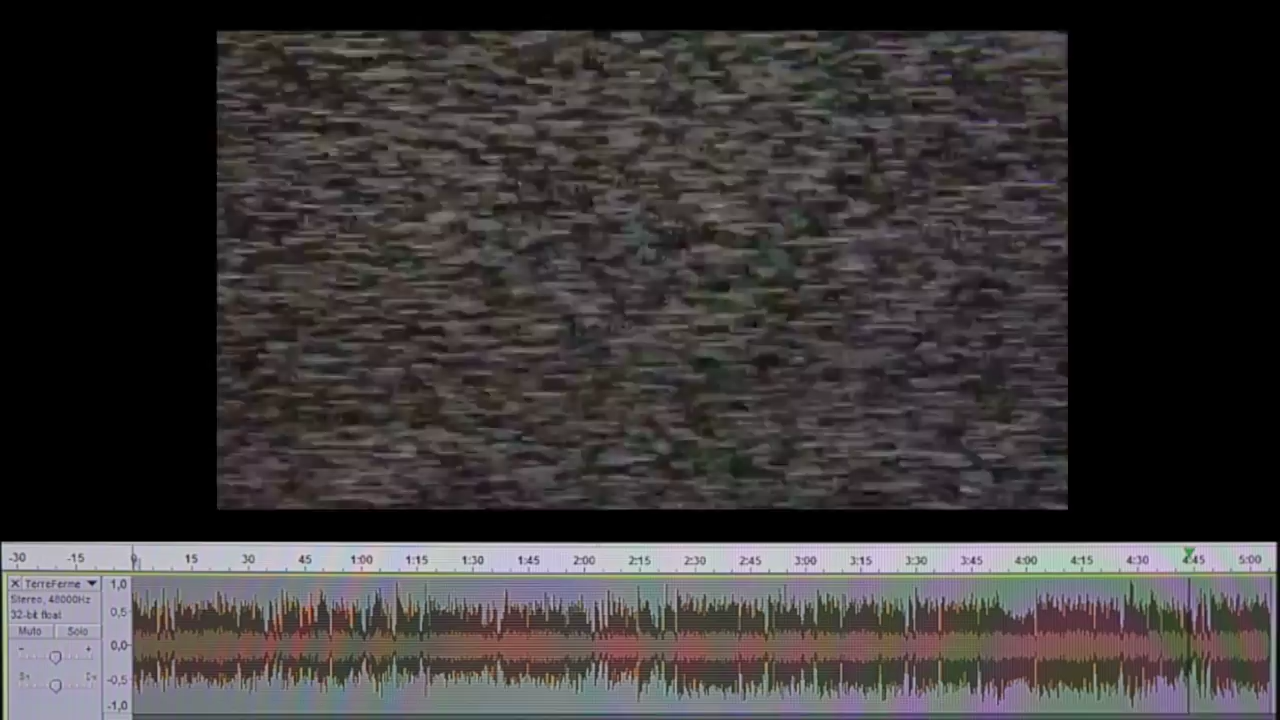 -30 -15 0 15 30 45 1:00 1:15 1:30 1:45 2:00 2:15 2:30 2:45 3:00 3:15 3:30 3:45 4:00 4:15 4:30 4:45 5:00
X TerreFerme
Stereo, 48000Hz
32-bit float
Muto Solo
- +
1,0
0,5
0,0
-0,5
-1,0